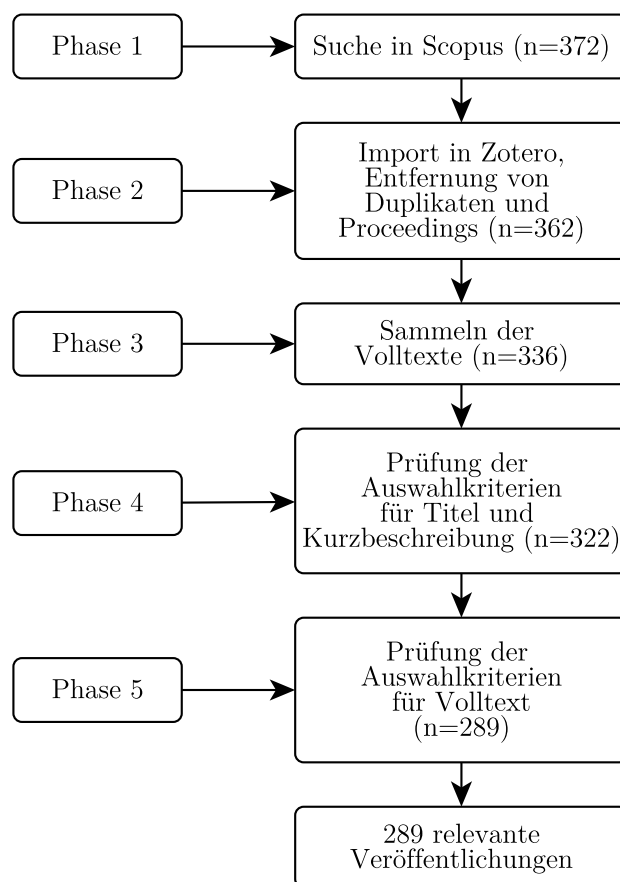 Phase 1
Suche in Scopus (n=372)
Phase 2
Import in Zotero,
Entfernung von
Duplikaten und
Proceedings (n=362)
Phase 3
Sammeln der
Volltexte (n=336)
Phase 4
Prüfung der
Auswahlkriterien
für Titel und
Kurzbeschreibung (n=322)
Phase 5
Prüfung der
Auswahlkriterien
für Volltext
(n=289)
289 relevante
Veröffentlichungen